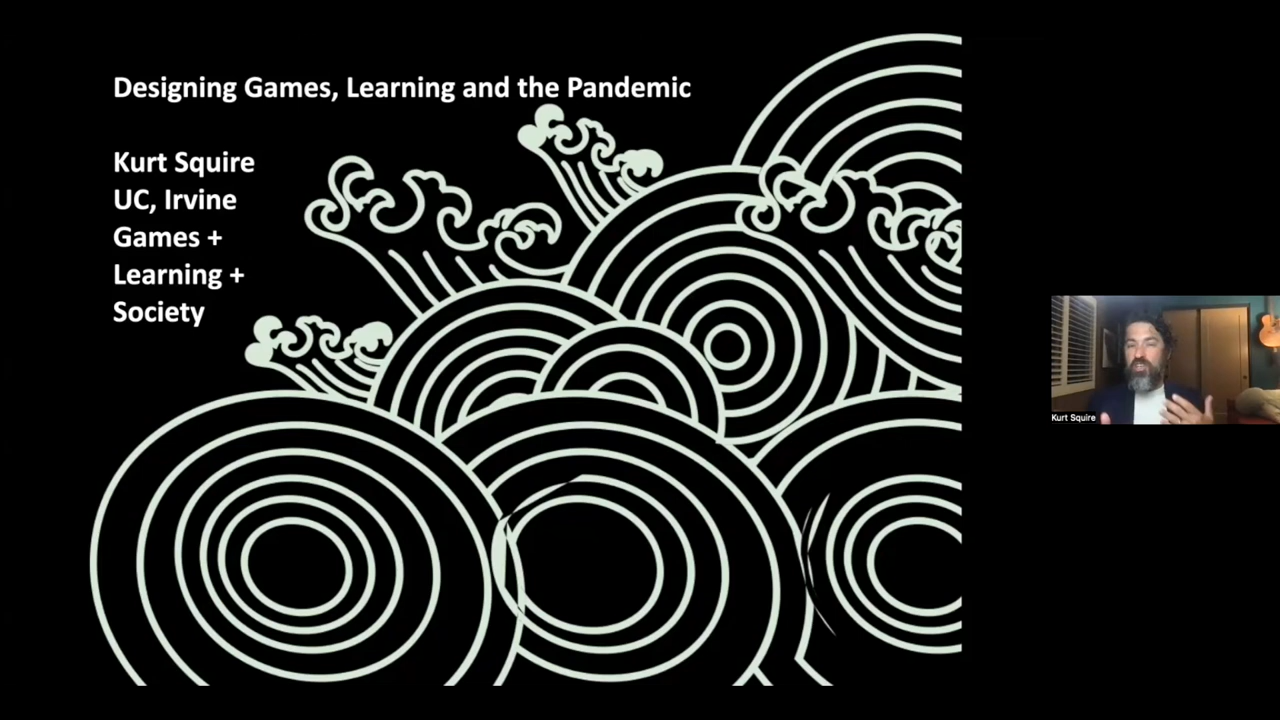 Designing Games, Learning and the Pandemic
Kurt Squire
UC, Irvine
Games +
Learning +
Society
Kurt Squire